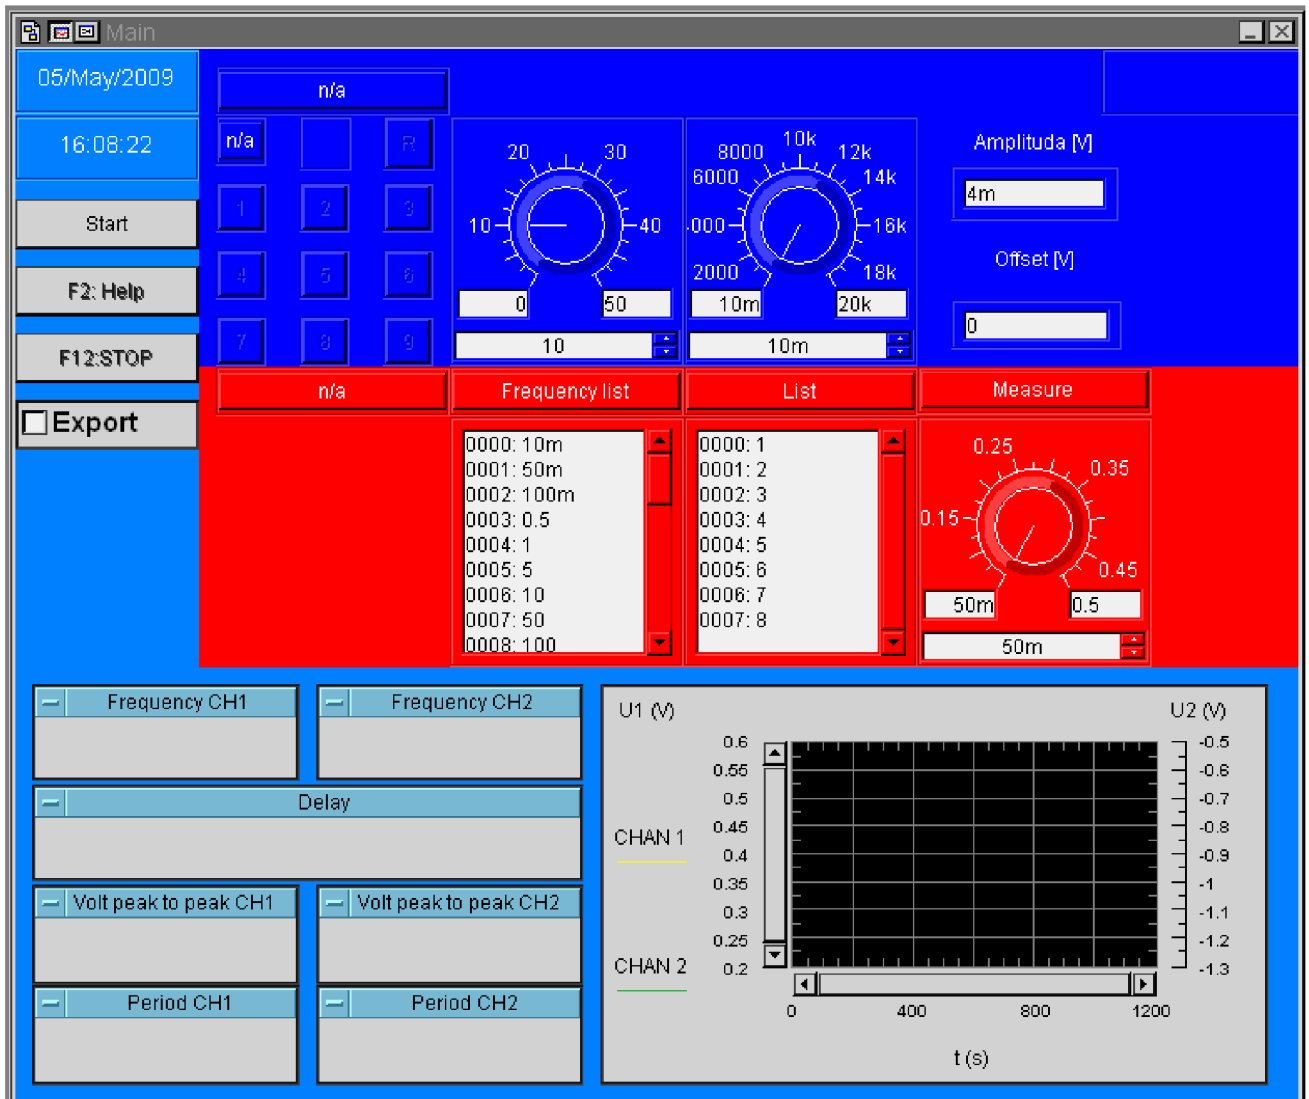 Main
05/May/2009
16:08:22
Start
F2: Help
F12:STOP
Export
n/a
n/a
R
1 2 3
4 5 6
7 8 9
20 30
10 40
0 50
10
10k
8000 12k
6000 14k
000 16k
2000 18k
10m 20k
10m
Amplituda [V]
4m
Offset [V]
0
n/a
Frequency list
List
Measure
0000: 10m
0001: 50m
0002: 100m
0003: 0.5
0004: 1
0005: 5
0006: 10
0007: 50
0008: 100
0000: 1
0001: 2
0002: 3
0003: 4
0004: 5
0005: 6
0006: 7
0007: 8
0.25
0.35
0.15
0.45
50m 0.5
50m
Frequency CH1
Frequency CH2
Delay
Volt peak to peak CH1
Volt peak to peak CH2
Period CH1
Period CH2
U1 (V)
U2 (V)
CHAN 1
CHAN 2
0.6
0.55
0.5
0.45
0.4
0.35
0.3
0.25
0.2
-0.5
-0.6
-0.7
-0.8
-0.9
-1
-1.1
-1.2
-1.3
0 400 800 1200
t (s)